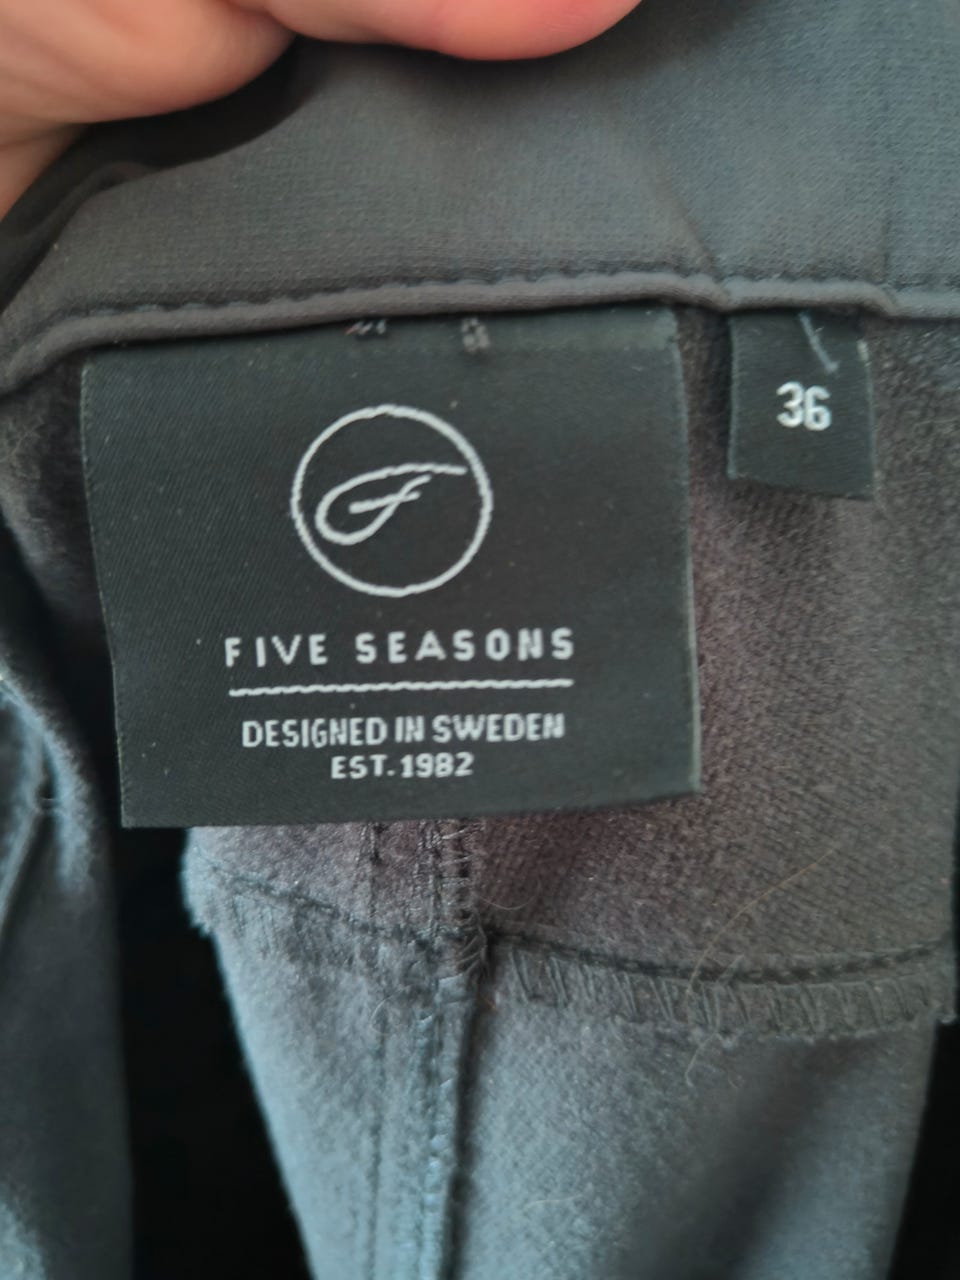 FIVE SEASONS
DESIGNED IN SWEDEN
EST. 1982
36